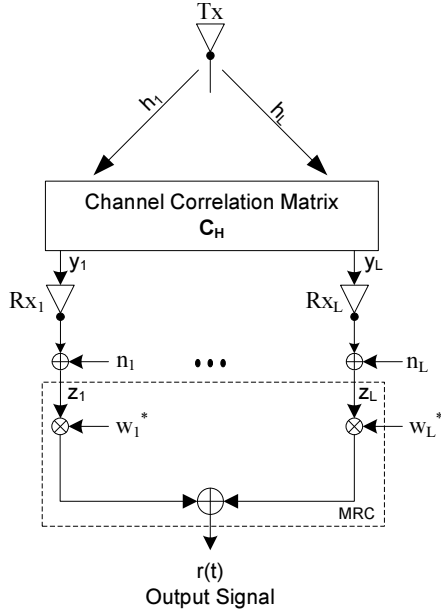 Tx
h1 hL
Channel Correlation Matrix
CH
y1 yL
Rx1 RxL
n1 ••• nL
z1 zL
w1* wL*
MRC
r(t)
Output Signal